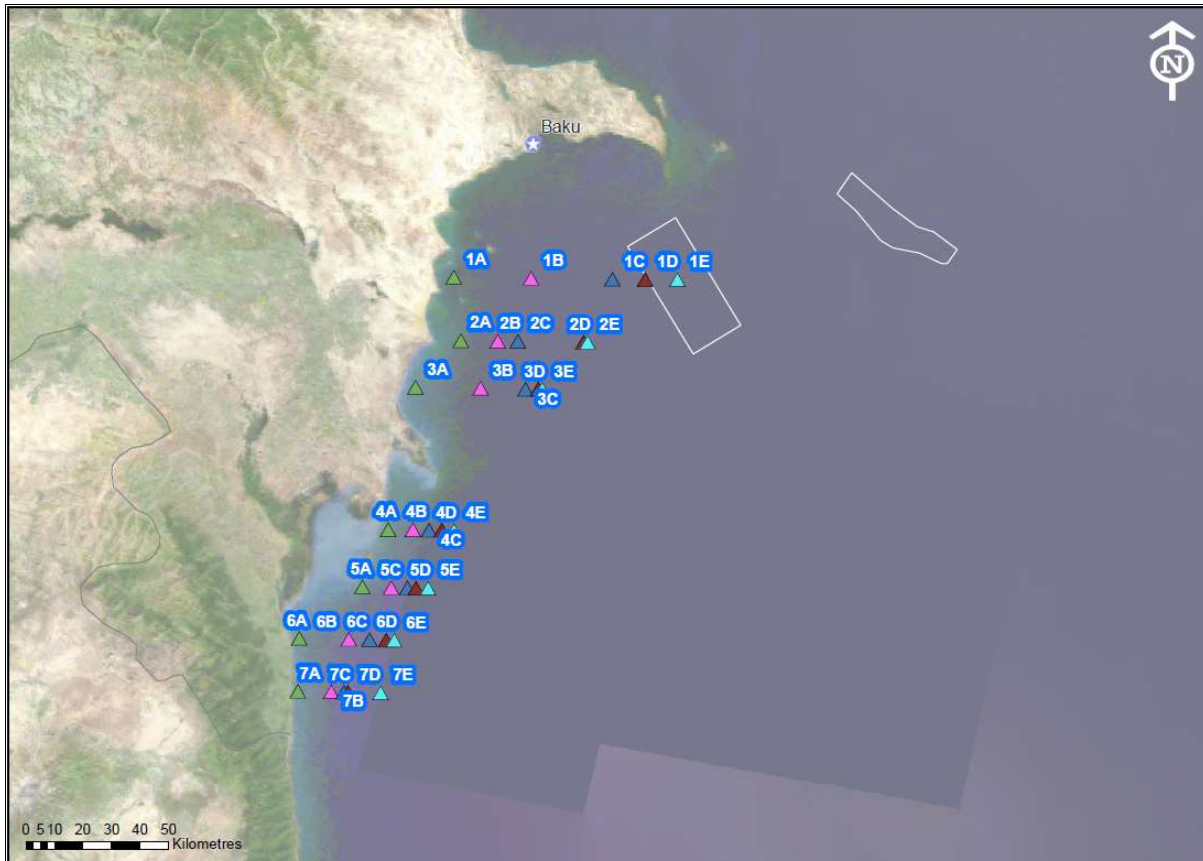 N
Baku
1A 1B 1C 1D 1E
2A 2B 2C 2D 2E
3A 3B 3D 3E
3C
4A 4B 4D 4E
4C
5A 5C 5D 5E
6A 6B 6C 6D 6E
7A 7C 7D 7E
7B
0 5 10 20 30 40 50
Kilometres